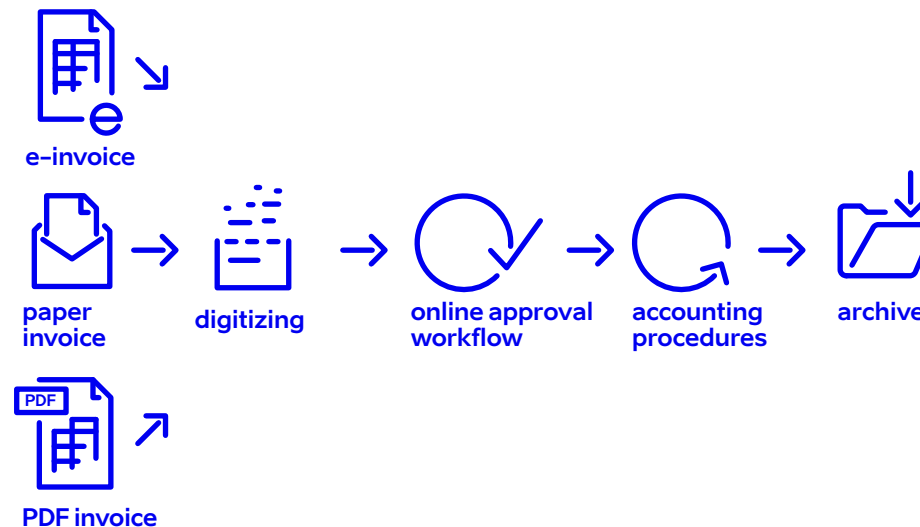 e-invoice
paper
invoice
digitizing
online approval
workflow
accounting
procedures
archive
PDF
PDF invoice